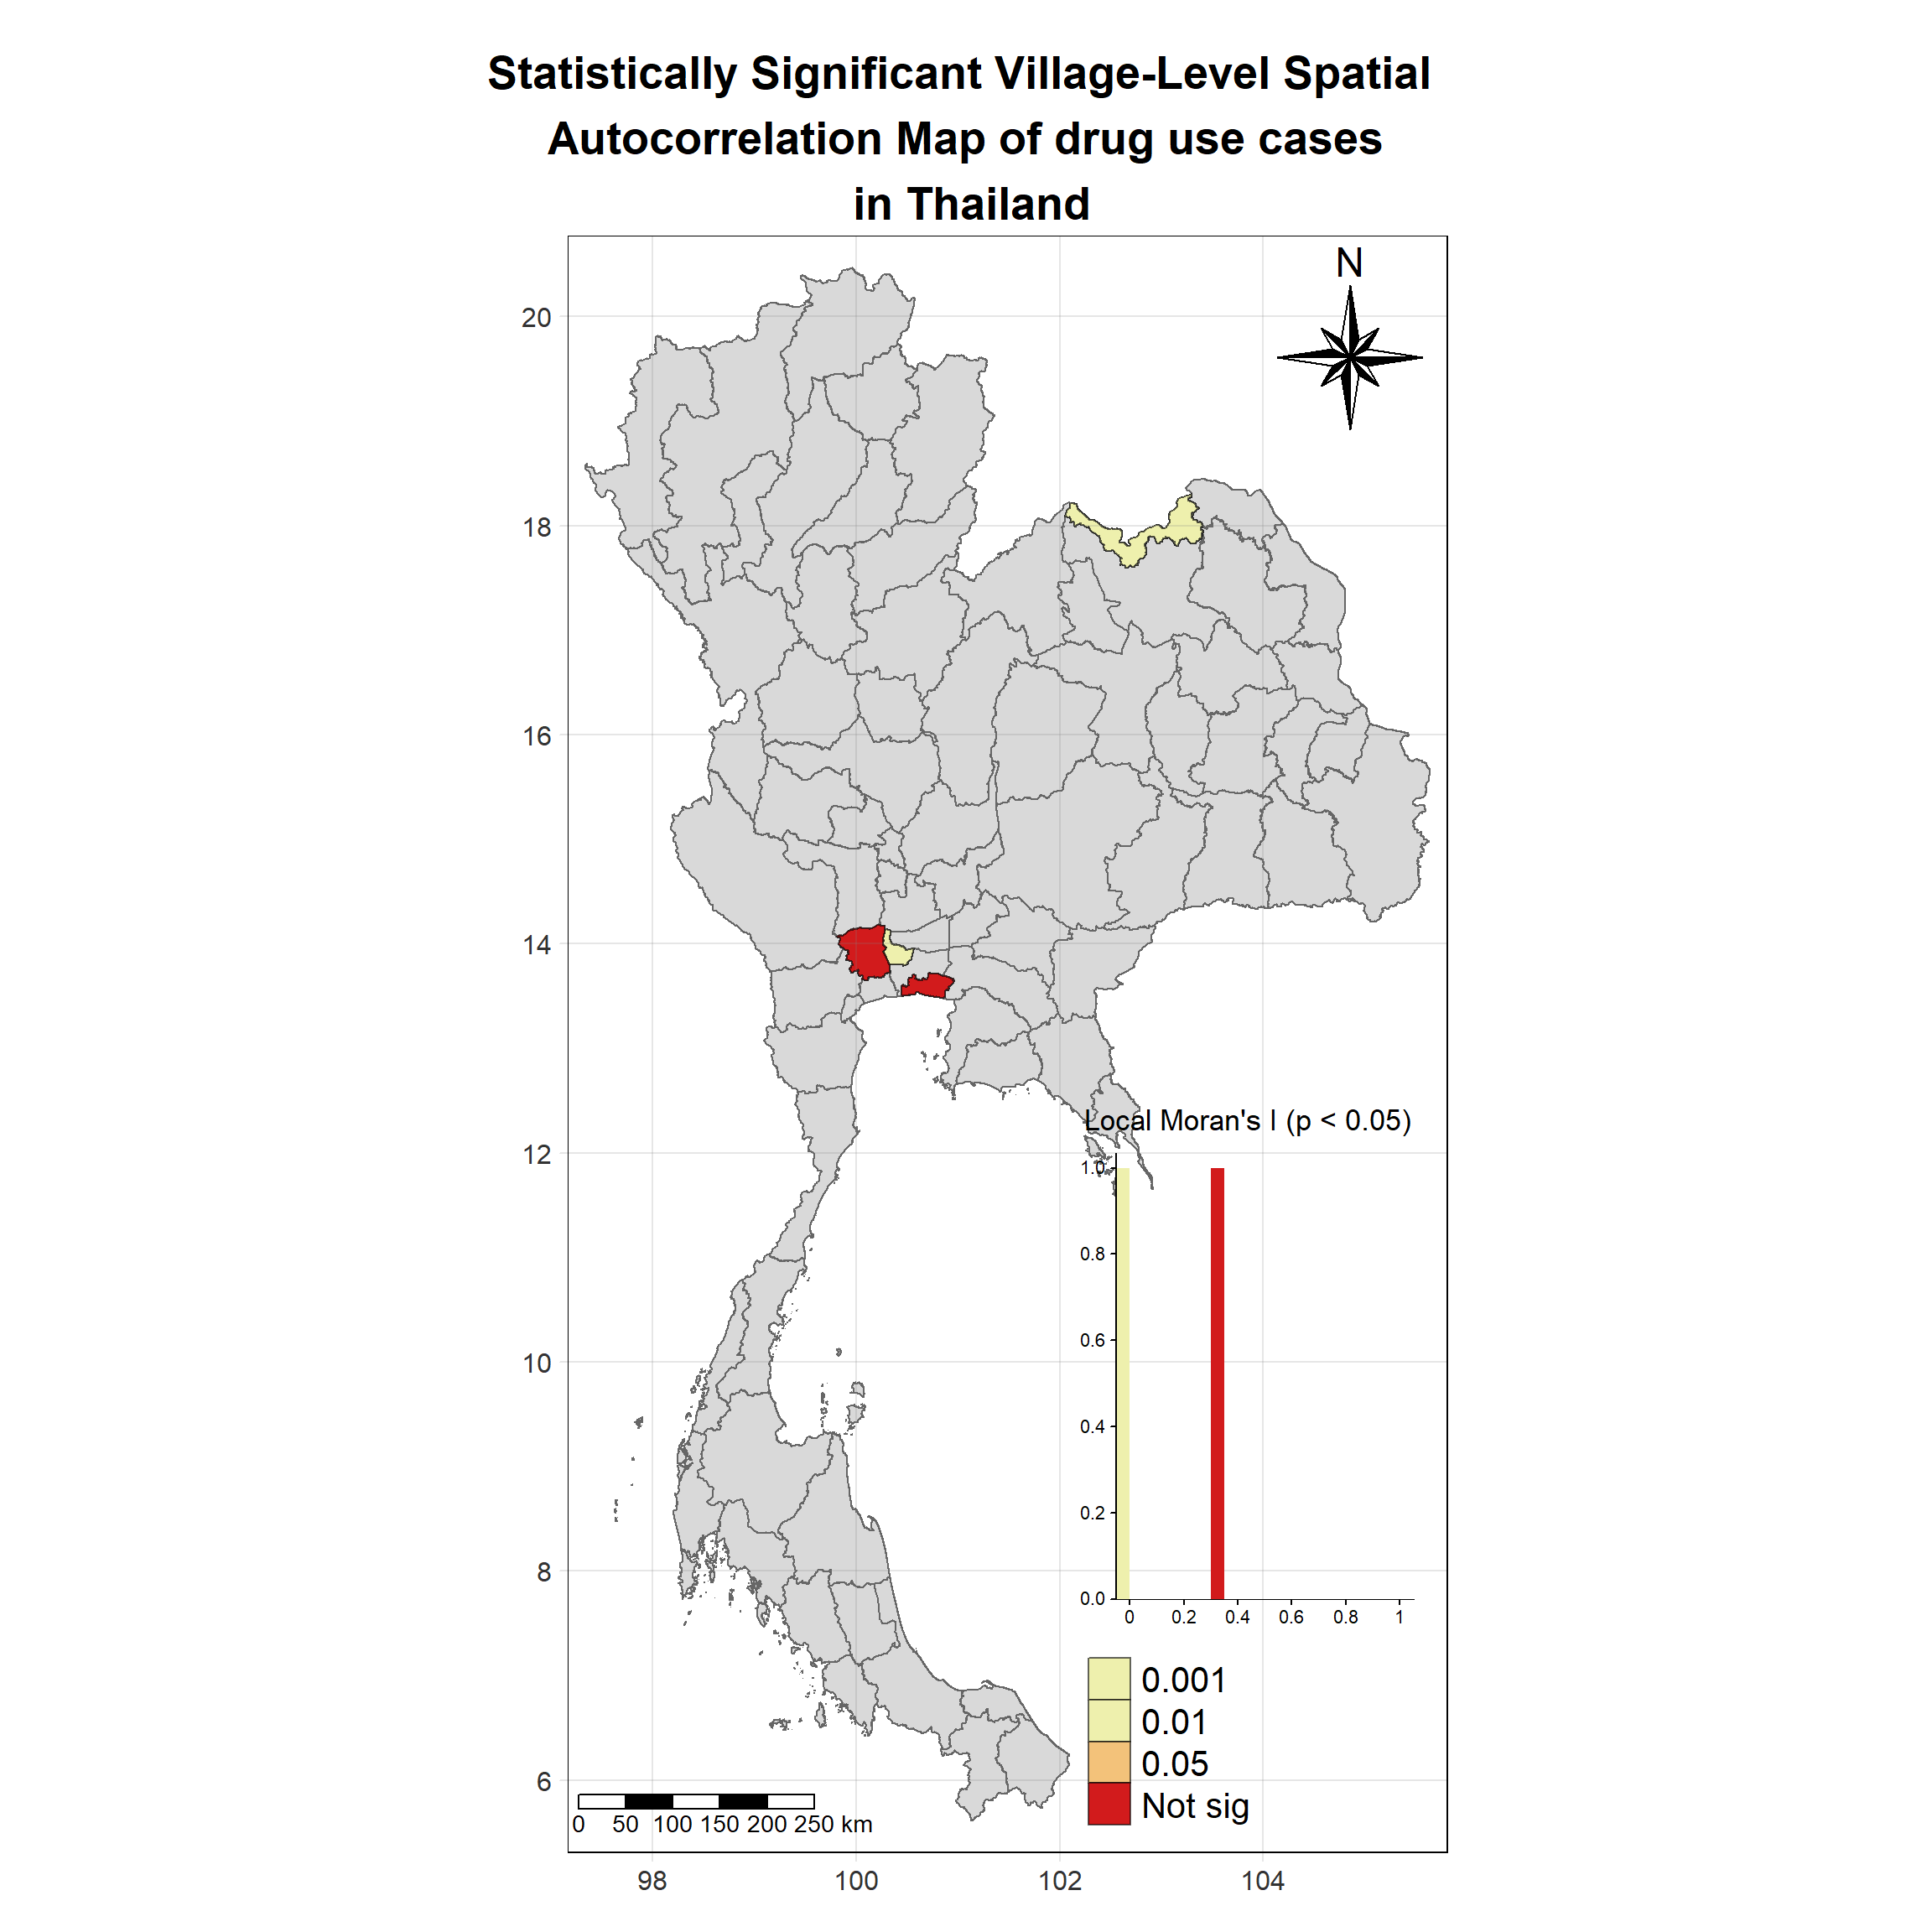 Statistically Significant Village-Level Spatial
Autocorrelation Map of drug use cases
in Thailand
N
20
18
16
14
12
10
8
6
98 100 102 104
0 50 100 150 200 250 km
Local Moran's I (p < 0.05)
1.0
0.8
0.6
0.4
0.2
0.0
0 0.2 0.4 0.6 0.8 1
0.001
0.01
0.05
Not sig